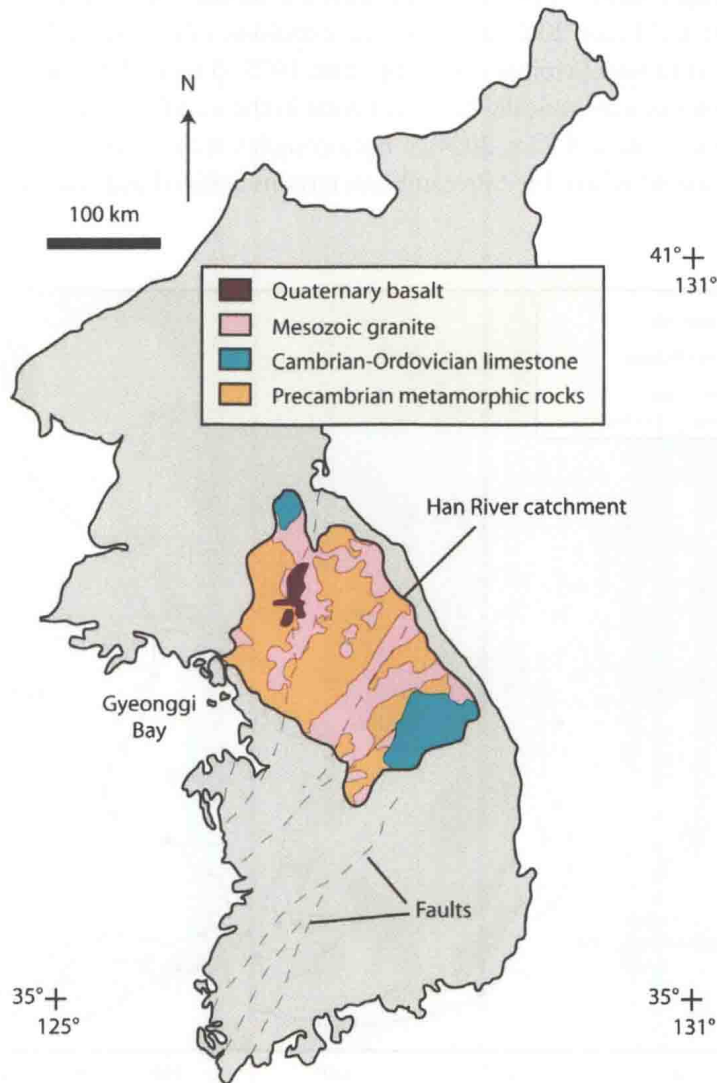 N
100 km
41°
131°
Quaternary basalt
Mesozoic granite
Cambrian-Ordovician limestone
Precambrian metamorphic rocks
Han River catchment
Gyeonggi
Bay
Faults
35°
125°
35°
131°